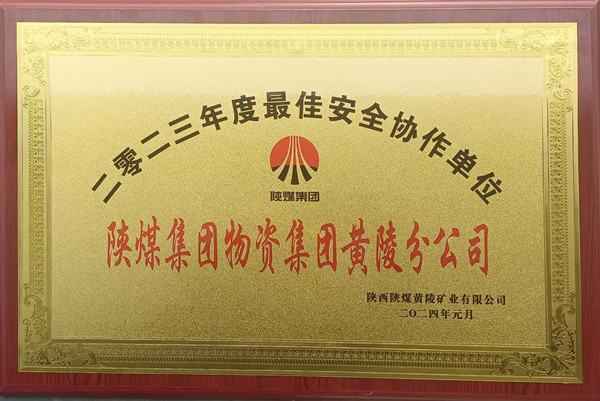 二零二三年度最佳安全协作单位
陕煤集团
陕煤集团物资集团黄陵分公司
陕西陕煤黄陵矿业有限公司
二O二四年元月